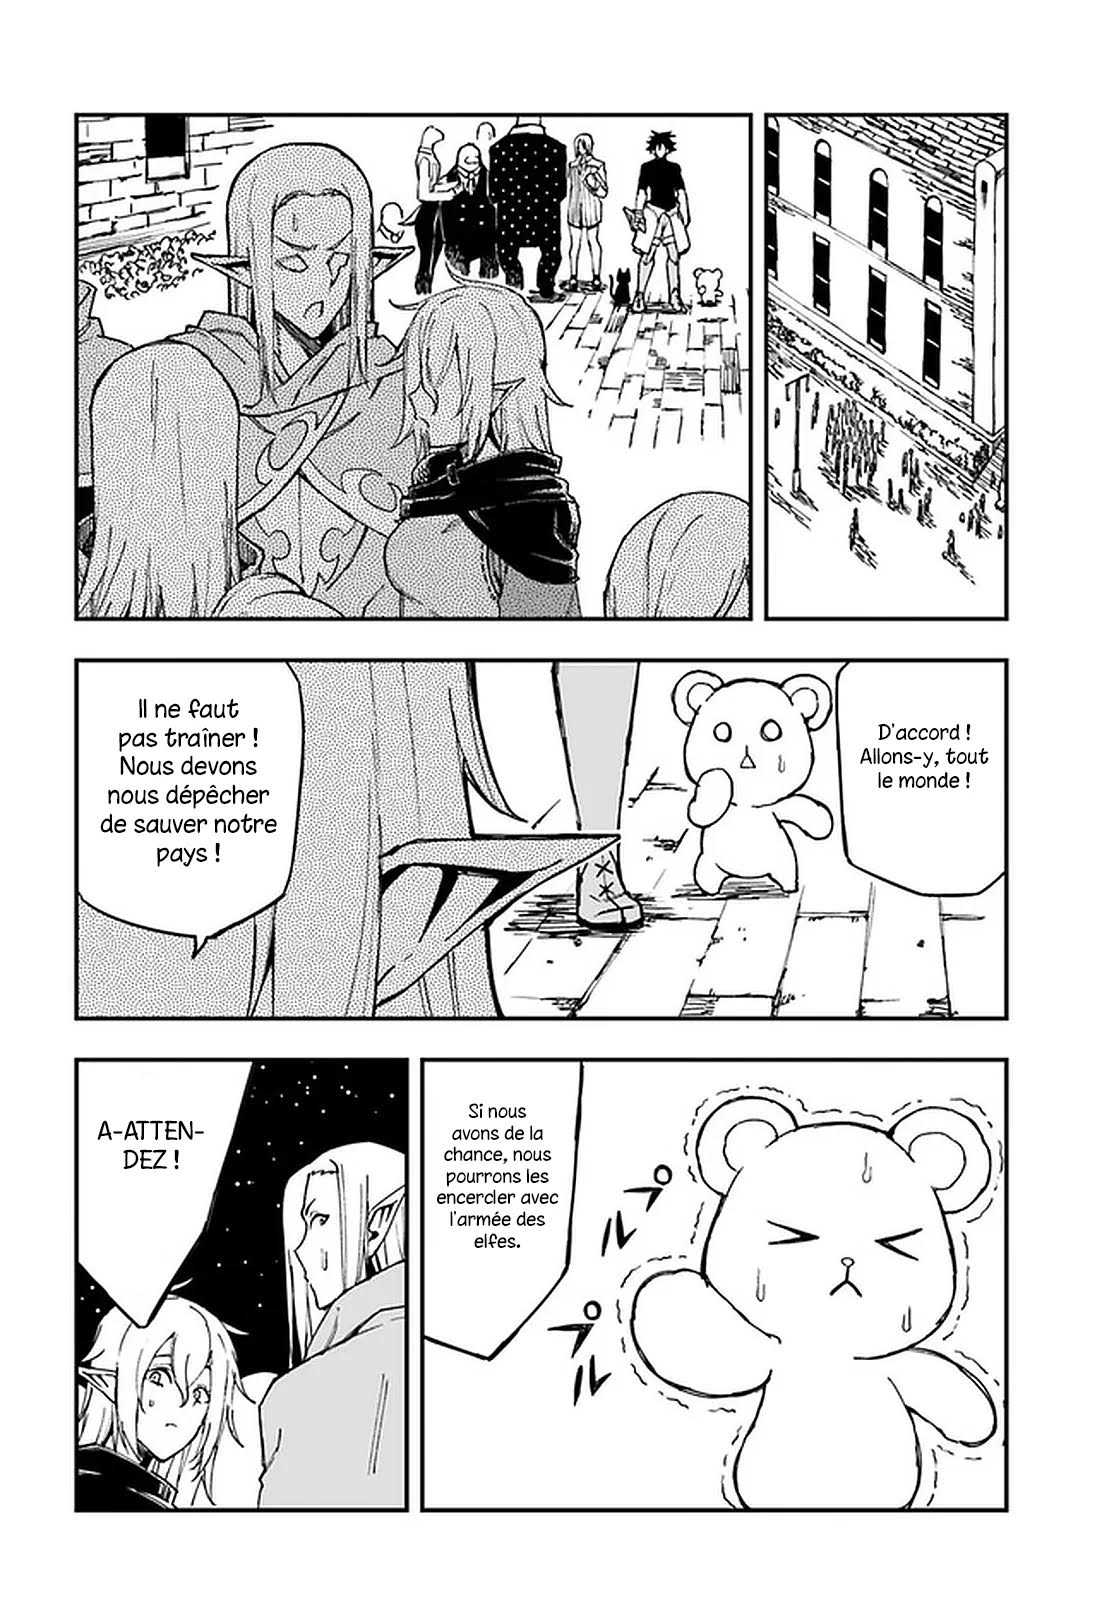 D'accord !
Allons-y, tout
le monde !
Il ne faut
pas traîner !
Nous devons
nous dépêcher
de sauver notre
pays !
Si nous
avons de la
chance, nous
pourrons les
encercler avec
l'armée des
elfes.
プル
プル
A-ATTEN-
DEZ !